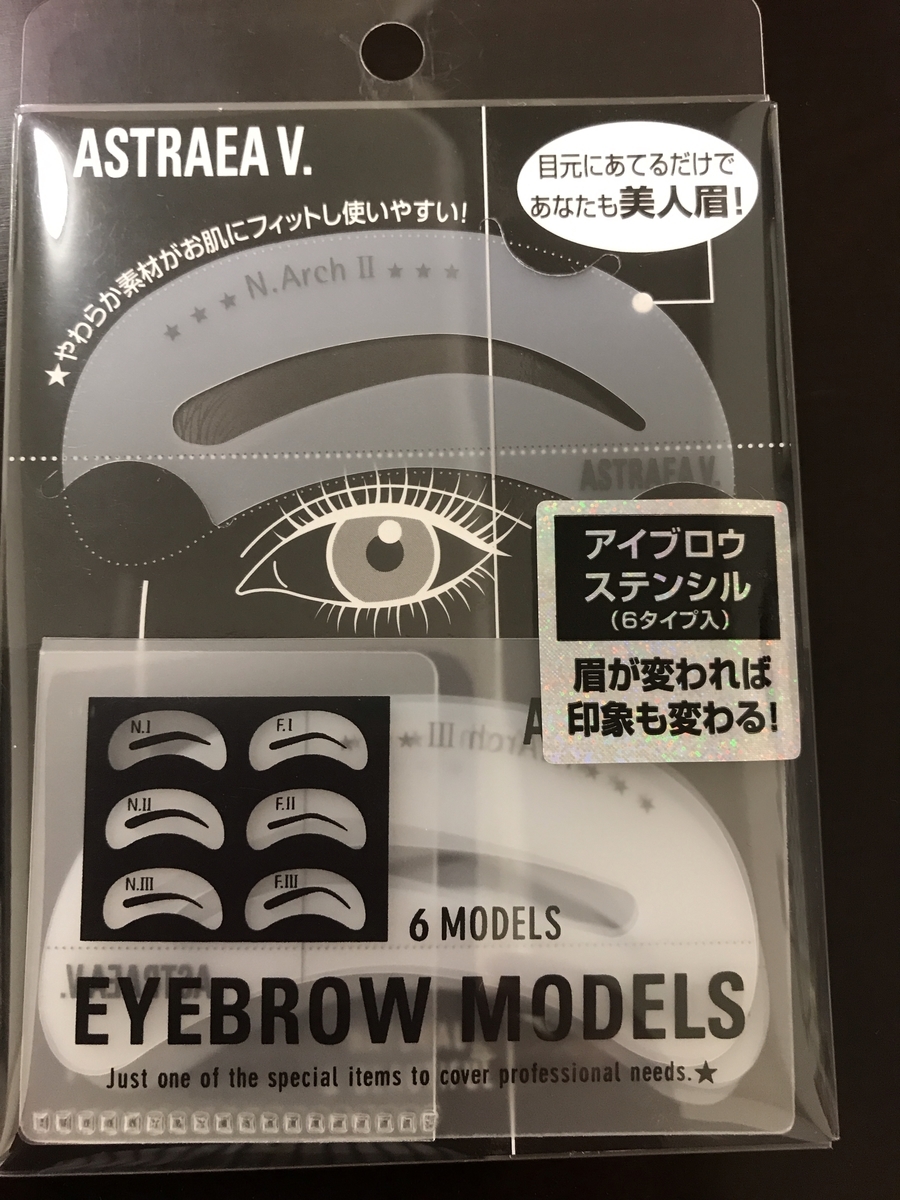 ASTRAEA V.
目元にあてるだけで
あなたも美人眉!
★やわらか素材がお肌にフィットし使いやすい!
★★★ N.Arch II ★★★
ASTRAEA V.
アイブロウ
ステンシル
(6タイプ入)
眉が変われば
印象も変わる!
N.I
F.I
N.II
F.II
N.III
F.III
6 MODELS
ASTRAEA V.
EYEBROW MODELS
Just one of the special items to cover professional needs.★